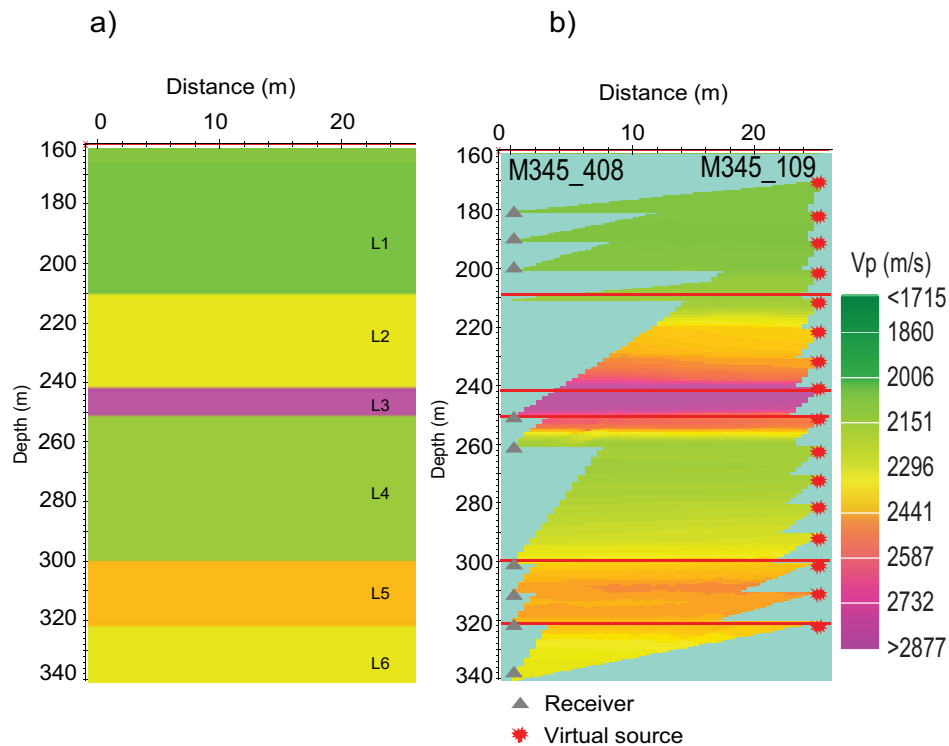 a)
Distance (m)
0 10 20
Depth (m)
160
180
200
220
240
260
280
300
320
340
L1
L2
L3
L4
L5
L6
b)
Distance (m)
0 10 20
M345_408 M345_109
Depth (m)
160
180
200
220
240
260
280
300
320
340
Vp (m/s)
<1715
1860
2006
2151
2296
2441
2587
2732
>2877
Receiver
Virtual source